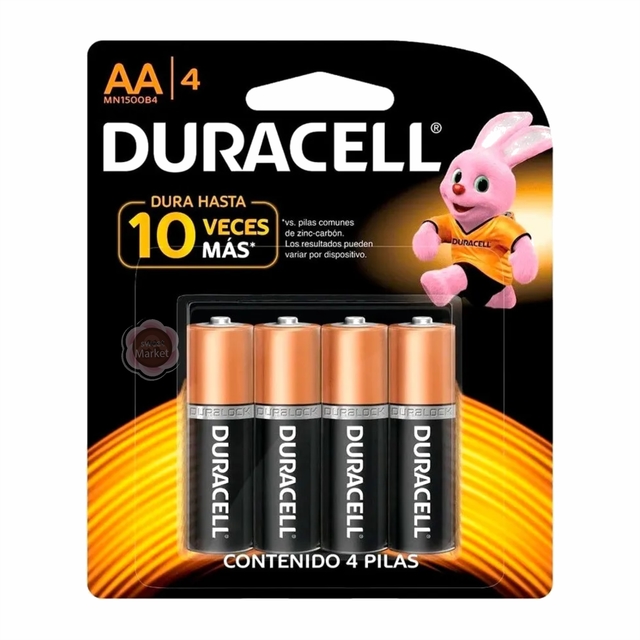 AA 4
MN1500B4
DURACELL®
DURA HASTA
10 VECES
MÁS*
*vs. pilas comunes
de zinc-carbón.
Los resultados pueden
variar por dispositivo.
DURACELL
Market
DURALOCK DURALOCK DURALOCK DURALOCK
DURACELL® DURACELL® DURACELL® DURACELL®
CONTENIDO 4 PILAS